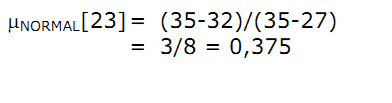 μNORMAL[23]= (35-32)/(35-27)
= 3/8 = 0,375